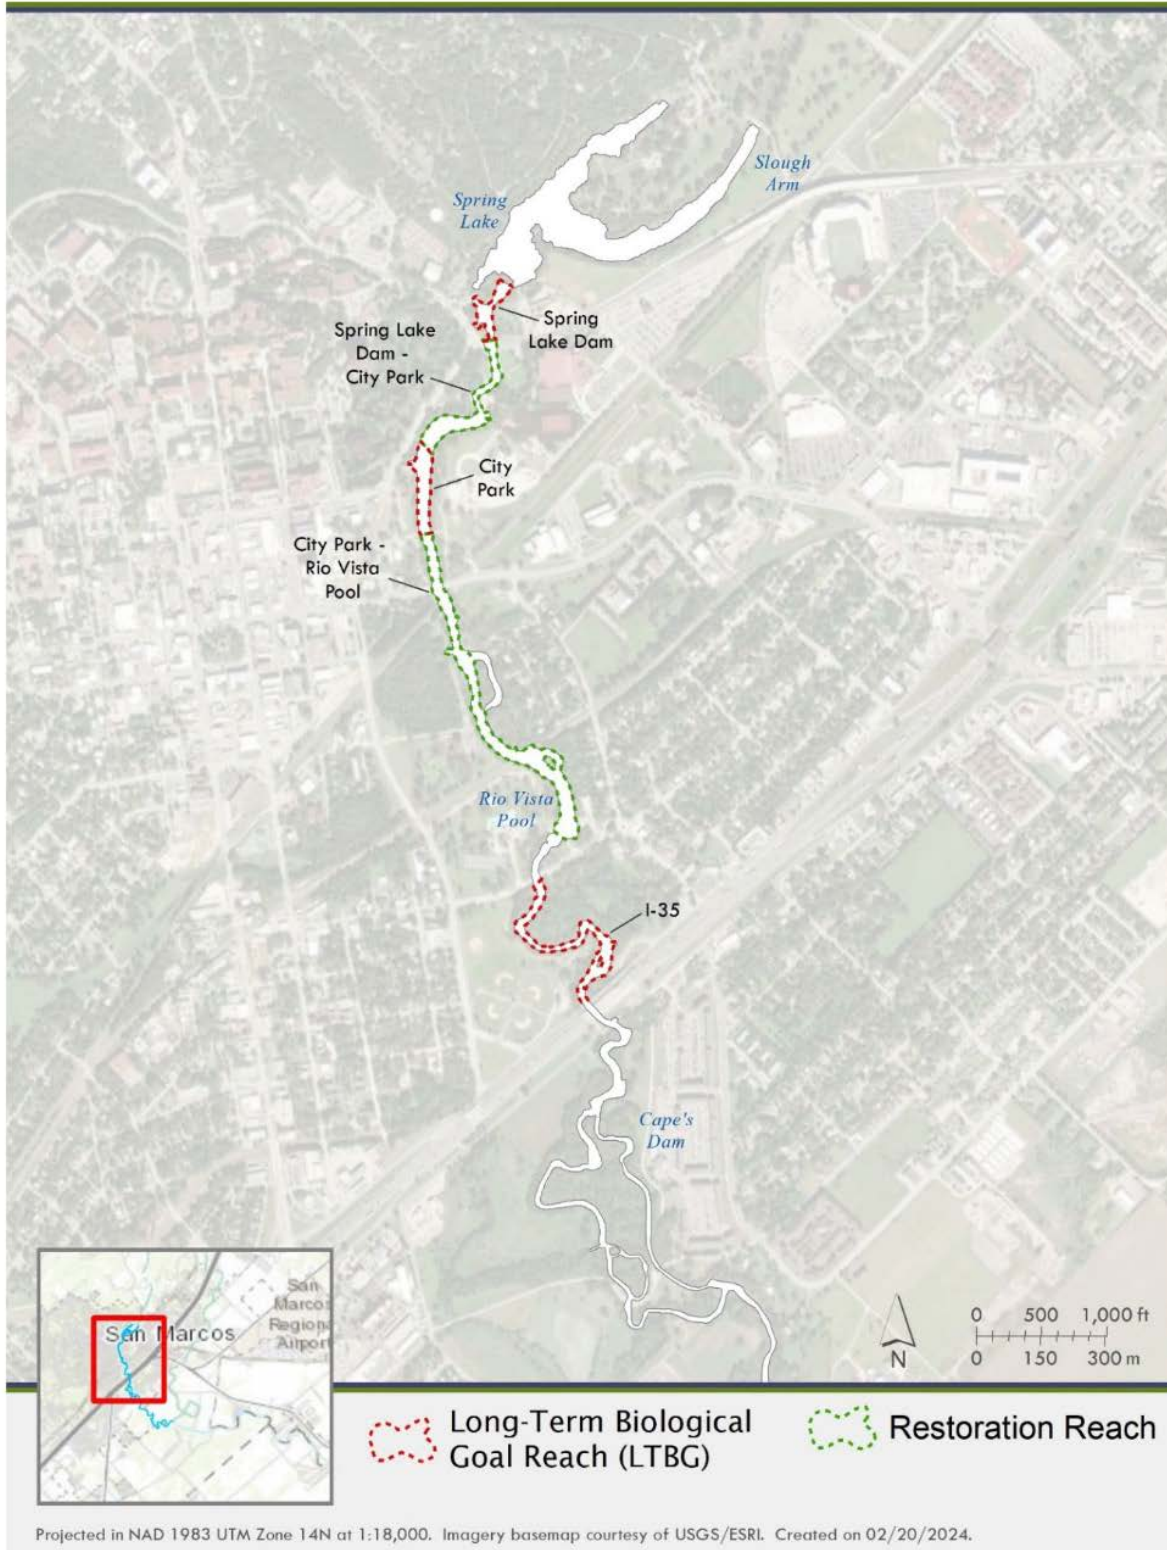 Slough
Arm
Spring
Lake
Spring
Lake Dam
Spring Lake
Dam -
City Park
City
Park
City Park -
Rio Vista
Pool
Rio Vista
Pool
I-35
Cape's
Dam
San
Marcos
Region
Airport
San Marcos
N
0 500 1,000 ft
0 150 300 m
Long-Term Biological
Goal Reach (LTBG)
Restoration Reach
Projected in NAD 1983 UTM Zone 14N at 1:18,000. Imagery basemap courtesy of USGS/ESRI. Created on 02/20/2024.